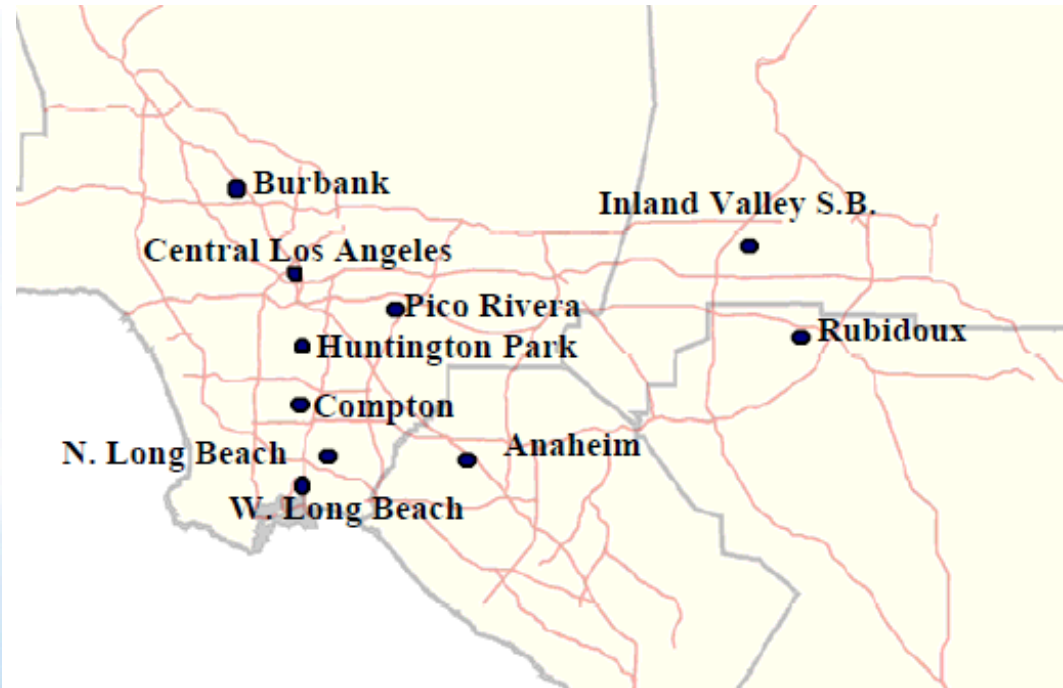 Burbank
Inland Valley S.B.
Central Los Angeles
Pico Rivera
Rubidoux
Huntington Park
Compton
Anaheim
N. Long Beach
W. Long Beach